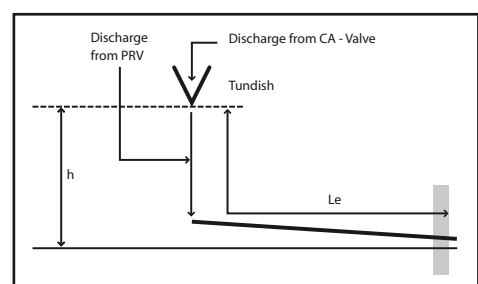 Discharge
from PRV
Discharge from CA - Valve
Tundish
h
Le